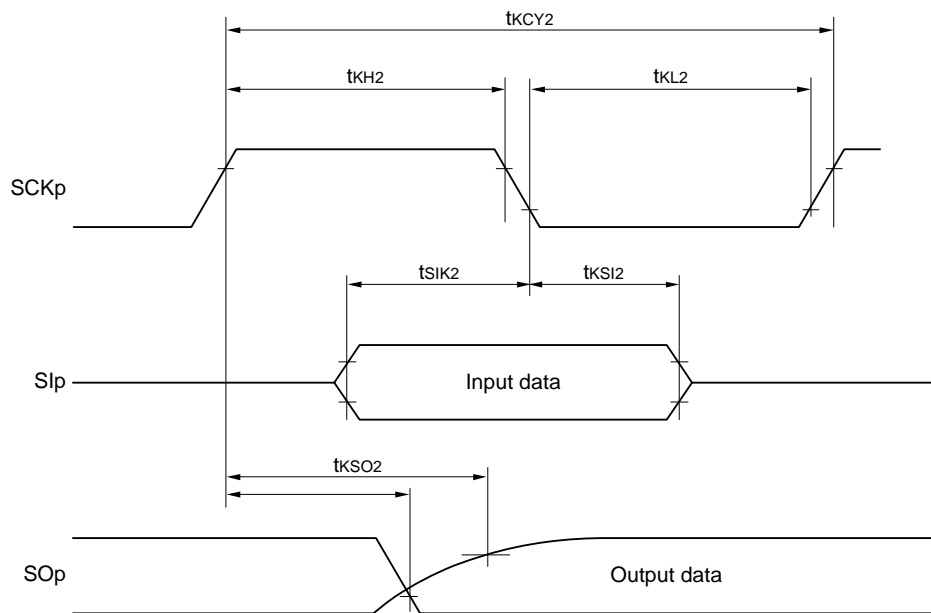 tKCY2
tKH2
tKL2
SCKp
tSIK2
tKSI2
SIp
Input data
tKSO2
SOp
Output data